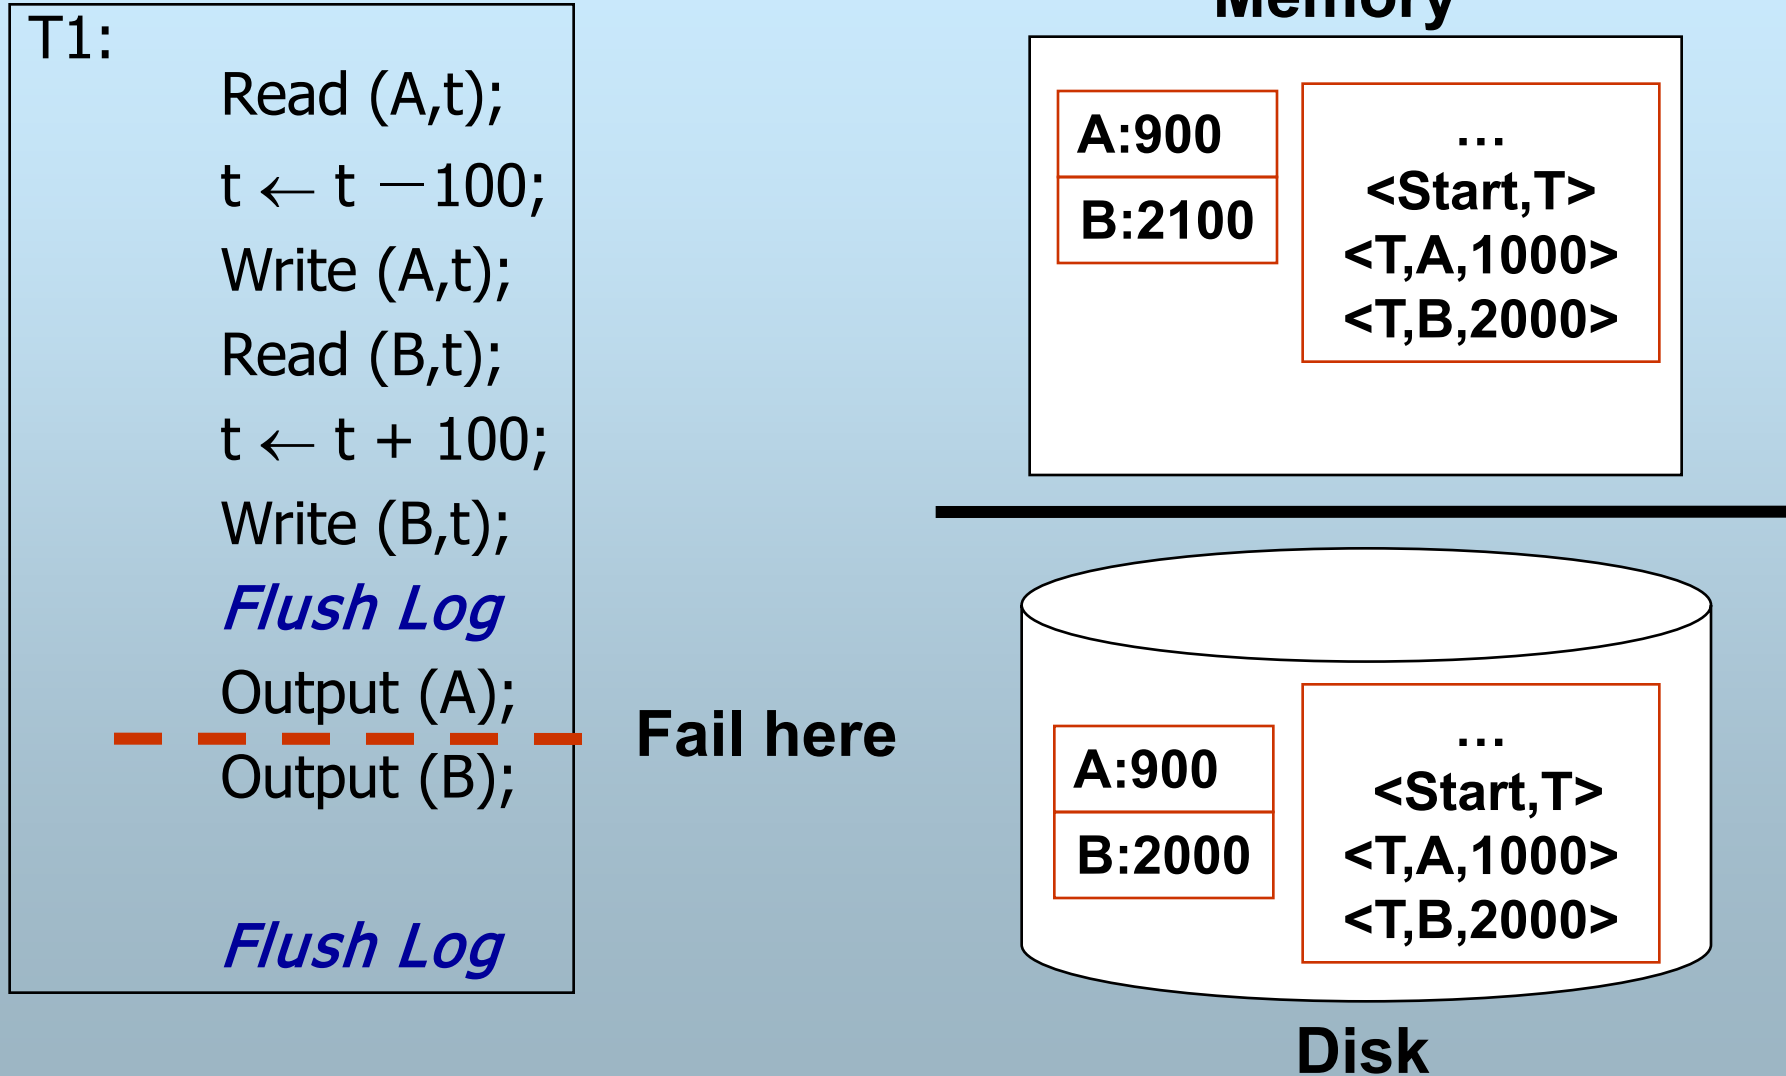 T1:
Read (A,t);
t ← t －100;
Write (A,t);
Read (B,t);
t ← t + 100;
Write (B,t);
Flush Log
Output (A);
Output (B);
Flush Log
Fail here
Memory
A:900
B:2100
…
<Start,T>
<T,A,1000>
<T,B,2000>
A:900
B:2000
…
<Start,T>
<T,A,1000>
<T,B,2000>
Disk